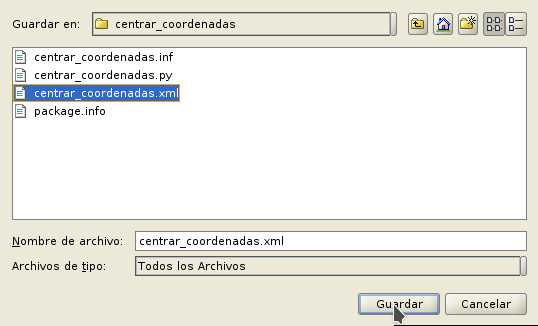 Guardar en: centrar_coordenadas
centrar_coordenadas.inf
centrar_coordenadas.py
centrar_coordenadas.xml
package.info
Nombre de archivo: centrar_coordenadas.xml
Archivos de tipo: Todos los Archivos
Guardar Cancelar